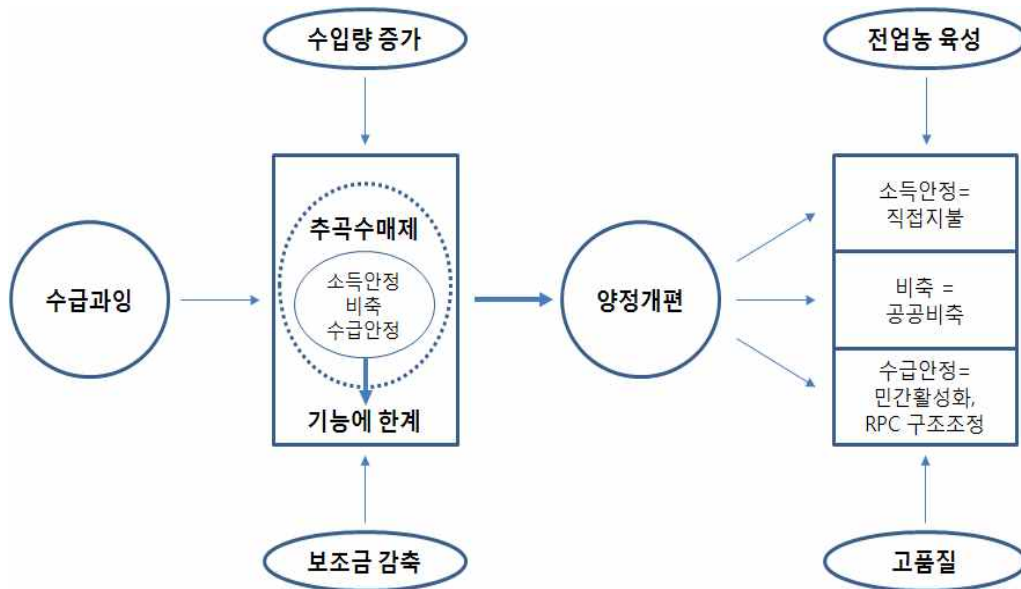 수입량 증가
전업농 육성
수급과잉
추곡수매제
소득안정
비축
수급안정
기능에 한계
양정개편
소득안정=
직접지불
비축 =
공공비축
수급안정=
민간활성화,
RPC 구조조정
보조금 감축
고품질